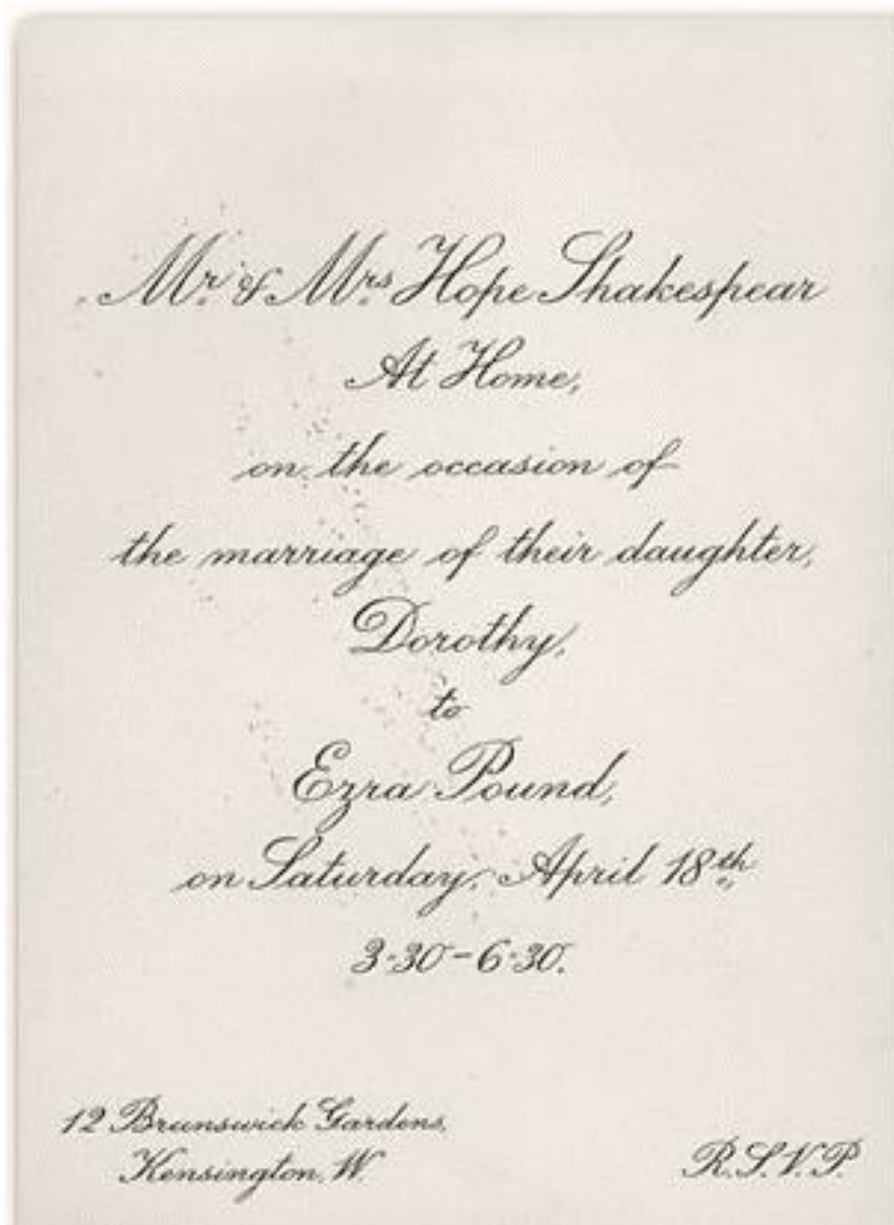 Mr. & Mrs. Hope Shakespear
At Home,
on the occasion of
the marriage of their daughter,
Dorothy,
to
Ezra Pound,
on Saturday, April 18th,
3·30-6·30.
12 Brunswick Gardens,
Kensington, W.
R.S.V.P.